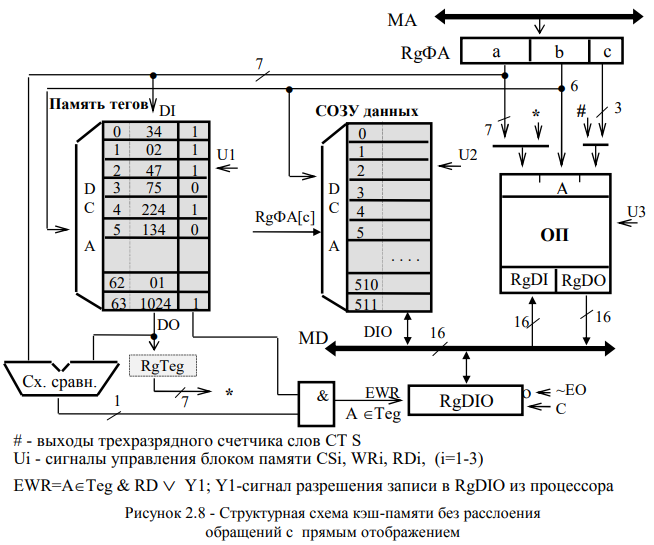 MA
RgФА
a b c
7
6
Память тегов
DI
СОЗУ данных
7
*
#
3
0 34 1
1 02 1
2 47 1
3 75 0
4 224 1
5 134 0
62 01
63 1024 1
D
C
A
U1
RgФА[c]
D
C
A
0
1
2
3
4
5
. . . .
510
511
U2
A
ОП
RgDI RgDO
U3
DO
DIO
MD
16
16
16
RgTeg
7
*
Сх. сравн.
1
&
EWR
A ∈Teg
RgDIO
~EO
C
# - выходы трехразрядного счетчика слов CT S
Ui - сигналы управления блоком памяти CSi, WRi, RDi, (i=1-3)
EWR=A∈Teg & RD ∨ Y1; Y1-сигнал разрешения записи в RgDIO из процессора
Рисунок 2.8 - Структурная схема кэш-памяти без расслоения
обращений с прямым отображением